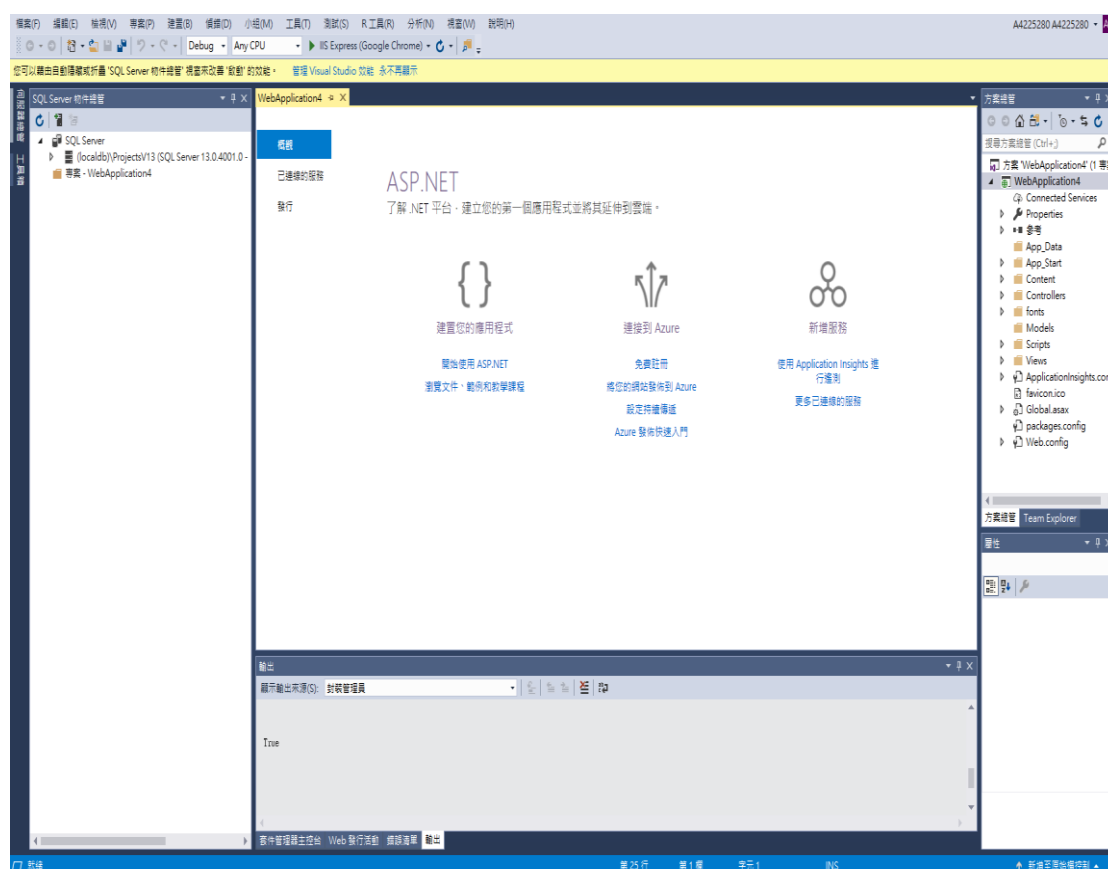 檔案(F) 編輯(E) 檢視(V) 專案(P) 建置(B) 偵錯(D) 小組(M) 工具(T) 測試(S) R 工具(R) 分析(N) 視窗(W) 說明(H)
A4225280 A4225280
Debug Any CPU IIS Express (Google Chrome)
您可以藉由自動隱藏或折疊 'SQL Server 物件總管' 視窗來改善 '啟動' 的效能。 管理 Visual Studio 效能 永不再顯示
伺服器總管
工具箱
SQL Server 物件總管
SQL Server
(localdb)\ProjectsV13 (SQL Server 13.0.4001.0 -
專案 - WebApplication4
WebApplication4
概觀
已連線的服務
發行
ASP.NET
了解 .NET 平台，建立您的第一個應用程式並將其延伸到雲端。
建置您的應用程式
開始使用 ASP.NET
瀏覽文件、範例和教學課程
連接到 Azure
免費註冊
將您的網站發佈到 Azure
設定持續傳遞
Azure 發佈快速入門
新增服務
使用 Application Insights 進
行遙測
更多已連線的服務
輸出
顯示輸出來源(S): 封裝管理員
True
套件管理器主控台 Web 發行活動 錯誤清單 輸出
方案總管
搜尋方案總管 (Ctrl+;)
方案 'WebApplication4' (1 專
WebApplication4
Connected Services
Properties
參考
App_Data
App_Start
Content
Controllers
fonts
Models
Scripts
Views
ApplicationInsights.con
favicon.ico
Global.asax
packages.config
Web.config
方案總管 Team Explorer
屬性
就緒 第 25 行 第 1 欄 字元 1 INS 新增至原始檔控制